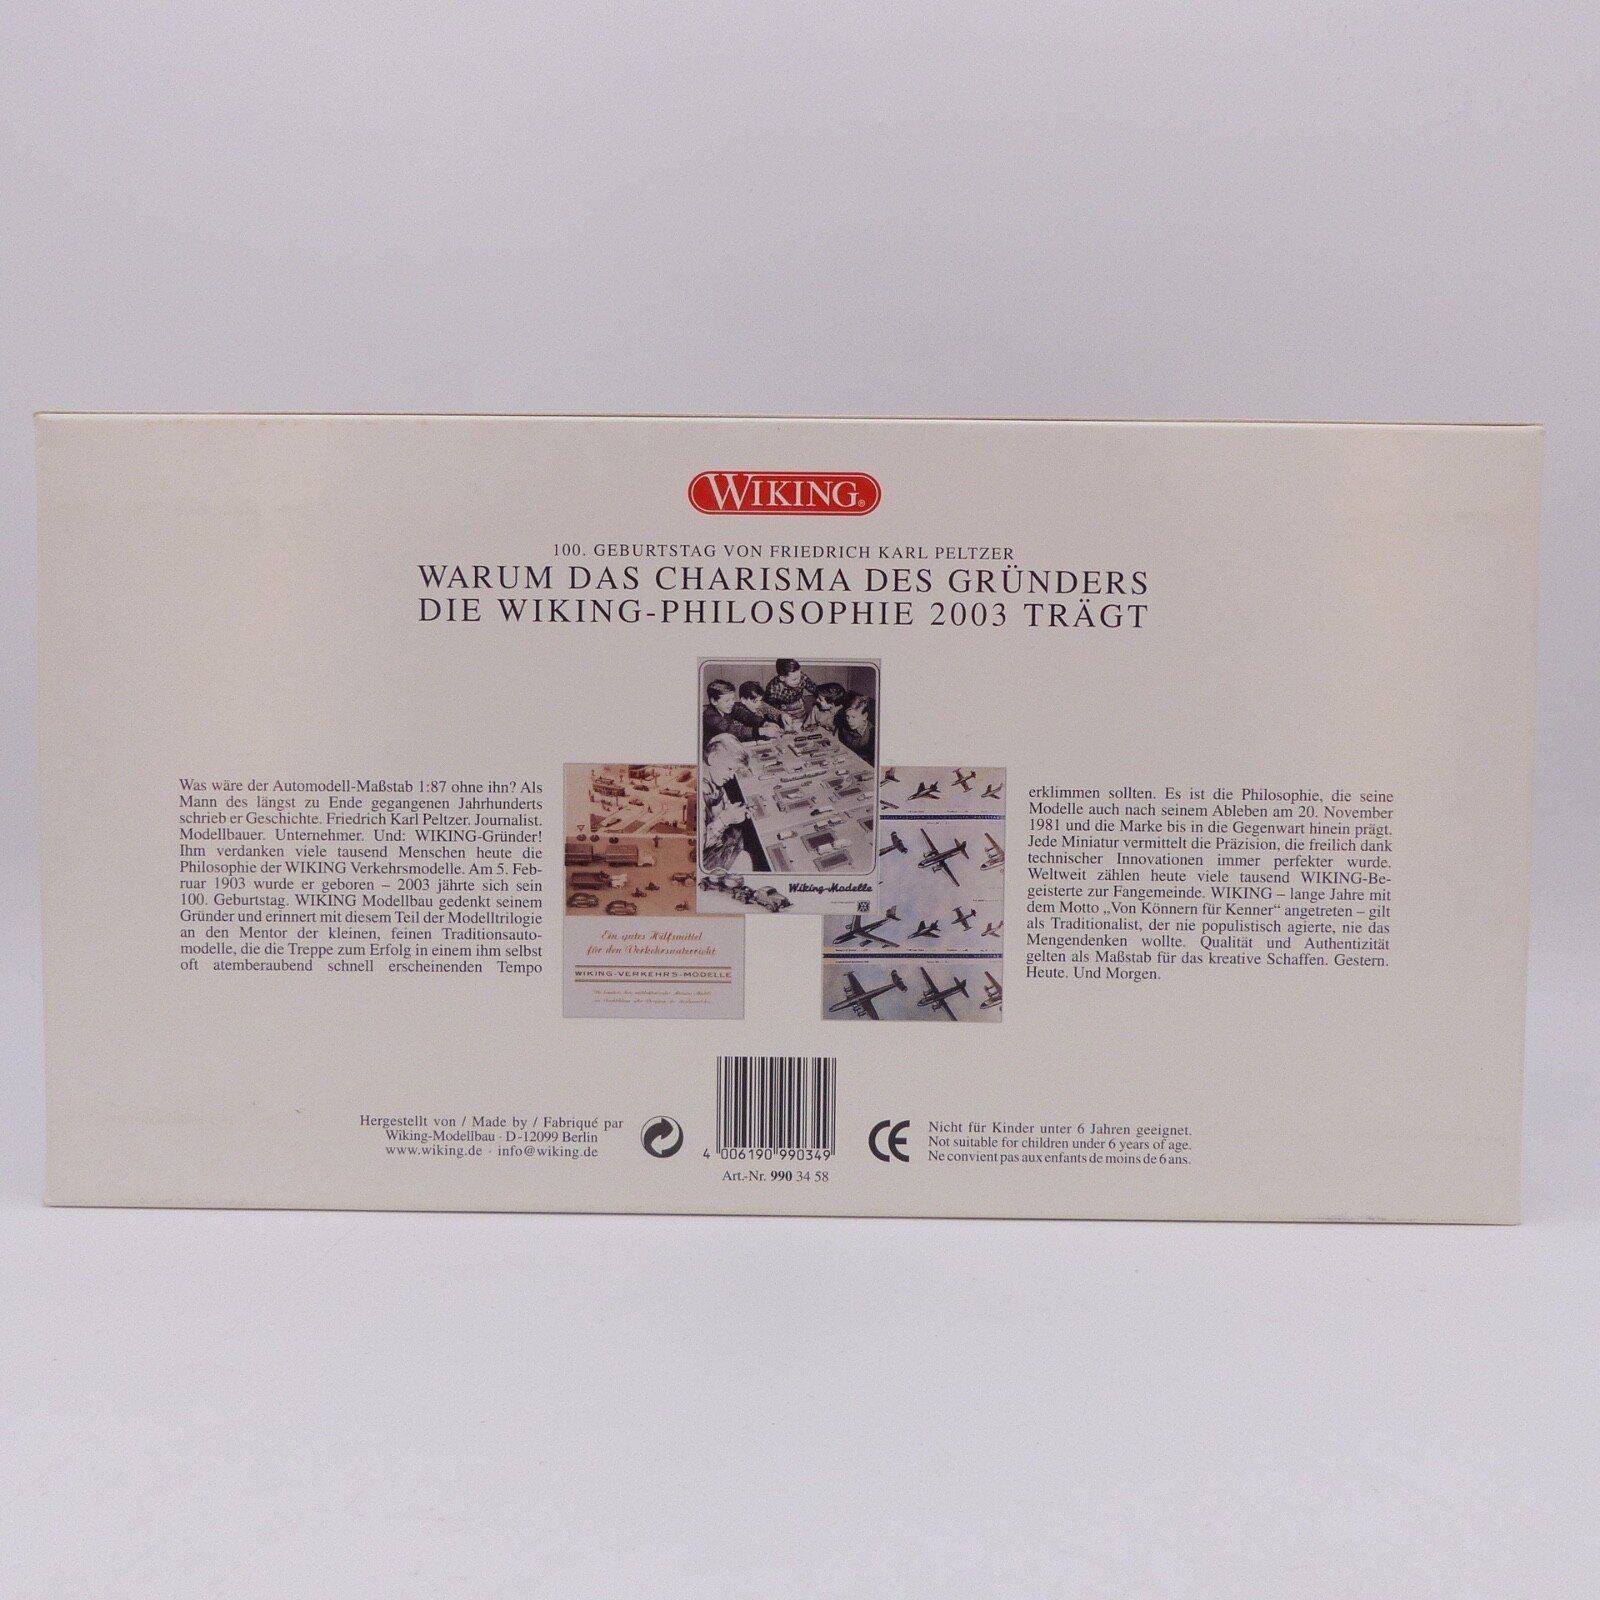 WIKING®
100. GEBURTSTAG VON FRIEDRICH KARL PELTZER
WARUM DAS CHARISMA DES GRÜNDERS
DIE WIKING-PHILOSOPHIE 2003 TRÄGT
Was wäre der Automodell-Maßstab 1:87 ohne ihn? Als
Mann des längst zu Ende gegangenen Jahrhunderts
schrieb er Geschichte. Friedrich Karl Peltzer. Journalist.
Modellbauer. Unternehmer. Und: WIKING-Gründer!
Ihm verdanken viele tausend Menschen heute die
Philosophie der WIKING Verkehrsmodelle. Am 5. Feb-
ruar 1903 wurde er geboren – 2003 jährte sich sein
100. Geburtstag. WIKING Modellbau gedenkt seinem
Gründer und erinnert mit diesem Teil der Modelltrilogie
an den Mentor der kleinen, feinen Traditionsauto-
modelle, die die Treppe zum Erfolg in einem ihm selbst
oft atemberaubend schnell erscheinenden Tempo
Wiking-Modelle
Ein gutes Hilfsmittel
für den Verkehrsunterricht
WIKING-VERKEHRS-MODELLE
erklimmen sollten. Es ist die Philosophie, die seine
Modelle auch nach seinem Ableben am 20. November
1981 und die Marke bis in die Gegenwart hinein prägt.
Jede Miniatur vermittelt die Präzision, die freilich dank
technischer Innovationen immer perfekter wurde.
Weltweit zählen heute viele tausend WIKING-Be-
geisterte zur Fangemeinde. WIKING – lange Jahre mit
dem Motto „Von Könnern für Kenner“ angetreten – gilt
als Traditionalist, der nie populistisch agierte, nie das
Mengendenken wollte. Qualität und Authentizität
gelten als Maßstab für das kreative Schaffen. Gestern.
Heute. Und Morgen.
Hergestellt von / Made by / Fabriqué par
Wiking-Modellbau · D-12099 Berlin
www.wiking.de · info@wiking.de
4 006190 990349
Art.-Nr. 990 34 58
CE
Nicht für Kinder unter 6 Jahren geeignet.
Not suitable for children under 6 years of age.
Ne convient pas aux enfants de moins de 6 ans.